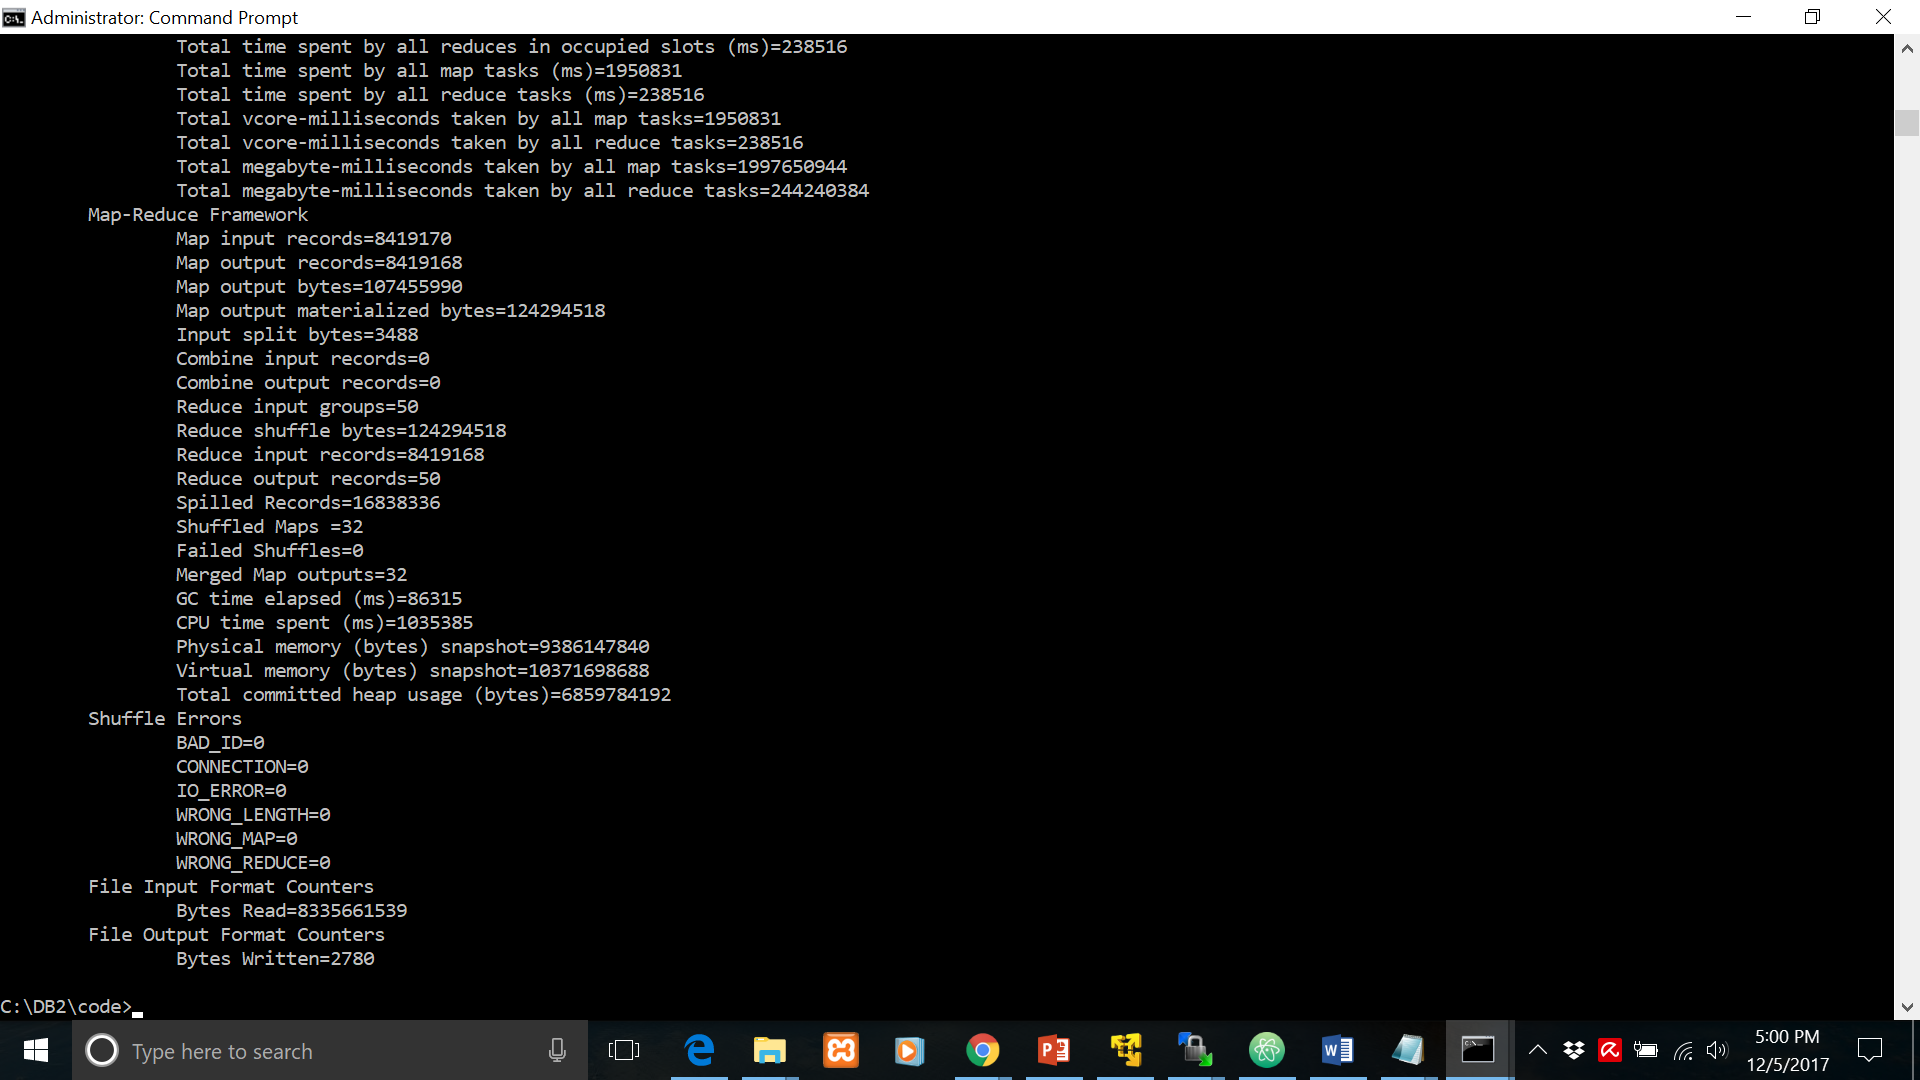 Administrator: Command Prompt
Total time spent by all reduces in occupied slots (ms)=238516
Total time spent by all map tasks (ms)=1950831
Total time spent by all reduce tasks (ms)=238516
Total vcore-milliseconds taken by all map tasks=1950831
Total vcore-milliseconds taken by all reduce tasks=238516
Total megabyte-milliseconds taken by all map tasks=1997650944
Total megabyte-milliseconds taken by all reduce tasks=244240384
Map-Reduce Framework
Map input records=8419170
Map output records=8419168
Map output bytes=107455990
Map output materialized bytes=124294518
Input split bytes=3488
Combine input records=0
Combine output records=0
Reduce input groups=50
Reduce shuffle bytes=124294518
Reduce input records=8419168
Reduce output records=50
Spilled Records=16838336
Shuffled Maps =32
Failed Shuffles=0
Merged Map outputs=32
GC time elapsed (ms)=86315
CPU time spent (ms)=1035385
Physical memory (bytes) snapshot=9386147840
Virtual memory (bytes) snapshot=10371698688
Total committed heap usage (bytes)=6859784192
Shuffle Errors
BAD_ID=0
CONNECTION=0
IO_ERROR=0
WRONG_LENGTH=0
WRONG_MAP=0
WRONG_REDUCE=0
File Input Format Counters
Bytes Read=8335661539
File Output Format Counters
Bytes Written=2780
C:\DB2\code>
Type here to search
5:00 PM
12/5/2017